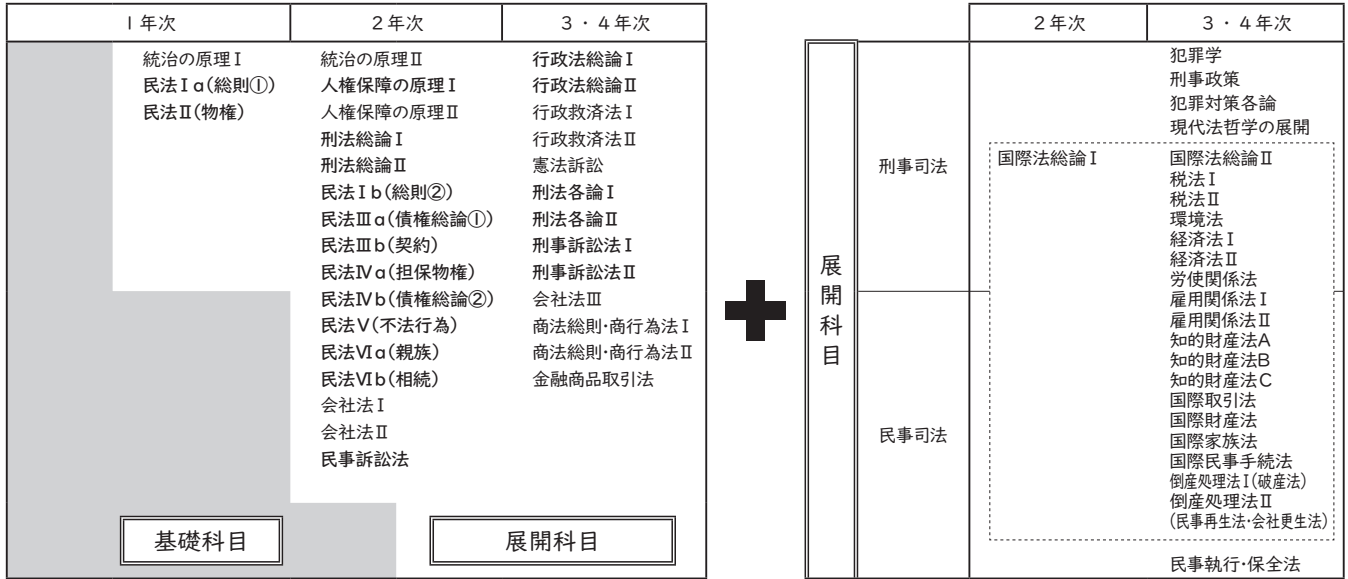 1年次
2年次
3・4年次
統治の原理Ⅰ
民法Ⅰa(総則①)
民法Ⅱ(物権)
統治の原理Ⅱ
人権保障の原理Ⅰ
人権保障の原理Ⅱ
刑法総論Ⅰ
刑法総論Ⅱ
民法Ⅰb(総則②)
民法Ⅲa(債権総論①)
民法Ⅲb(契約)
民法Ⅳa(担保物権)
民法Ⅳb(債権総論②)
民法Ⅴ(不法行為)
民法Ⅵa(親族)
民法Ⅵb(相続)
会社法Ⅰ
会社法Ⅱ
民事訴訟法
行政法総論Ⅰ
行政法総論Ⅱ
行政救済法Ⅰ
行政救済法Ⅱ
憲法訴訟
刑法各論Ⅰ
刑法各論Ⅱ
刑事訴訟法Ⅰ
刑事訴訟法Ⅱ
会社法Ⅲ
商法総則・商行為法Ⅰ
商法総則・商行為法Ⅱ
金融商品取引法
基礎科目
展開科目
2年次
3・4年次
展開科目
刑事司法
民事司法
犯罪学
刑事政策
犯罪対策各論
現代法哲学の展開
国際法総論Ⅰ
国際法総論Ⅱ
税法Ⅰ
税法Ⅱ
環境法
経済法Ⅰ
経済法Ⅱ
労使関係法
雇用関係法Ⅰ
雇用関係法Ⅱ
知的財産法A
知的財産法B
知的財産法C
国際取引法
国際財産法
国際家族法
国際民事手続法
倒産処理法Ⅰ(破産法)
倒産処理法Ⅱ
(民事再生法・会社更生法)
民事執行・保全法